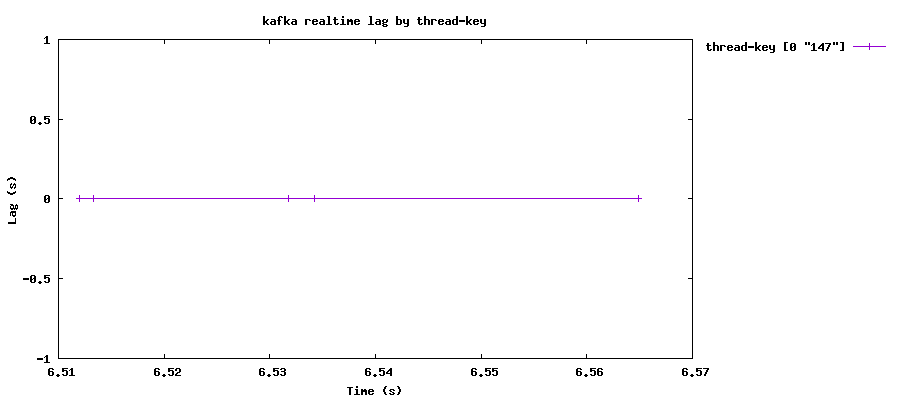 kafka realtime lag by thread-key
thread-key [0 "147"]
1
0.5
0
-0.5
-1
Lag (s)
6.51 6.52 6.53 6.54 6.55 6.56 6.57
Time (s)